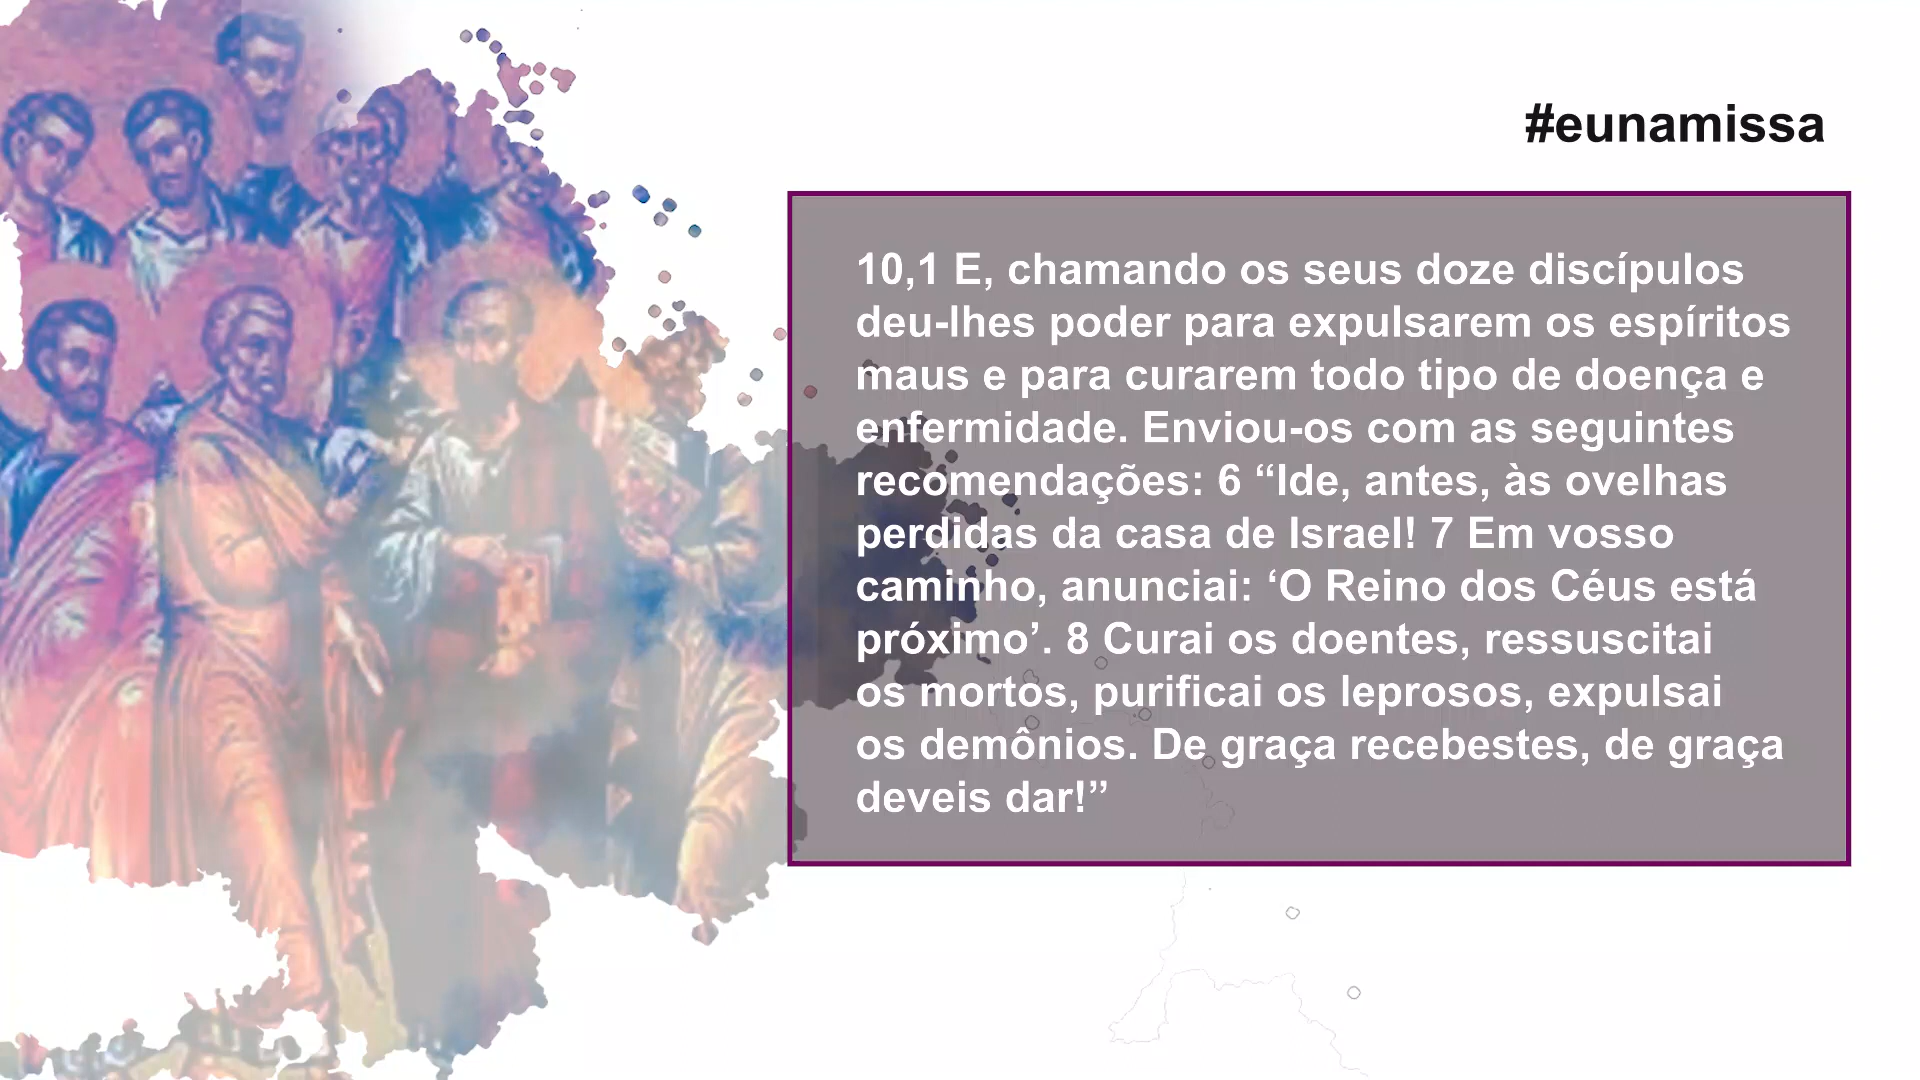 #eunamissa
10,1 E, chamando os seus doze discípulos
deu-lhes poder para expulsarem os espíritos
maus e para curarem todo tipo de doença e
enfermidade. Enviou-os com as seguintes
recomendações: 6 “Ide, antes, às ovelhas
perdidas da casa de Israel! 7 Em vosso
caminho, anunciai: ‘O Reino dos Céus está
próximo’. 8 Curai os doentes, ressuscitai
os mortos, purificai os leprosos, expulsai
os demônios. De graça recebestes, de graça
deveis dar!”